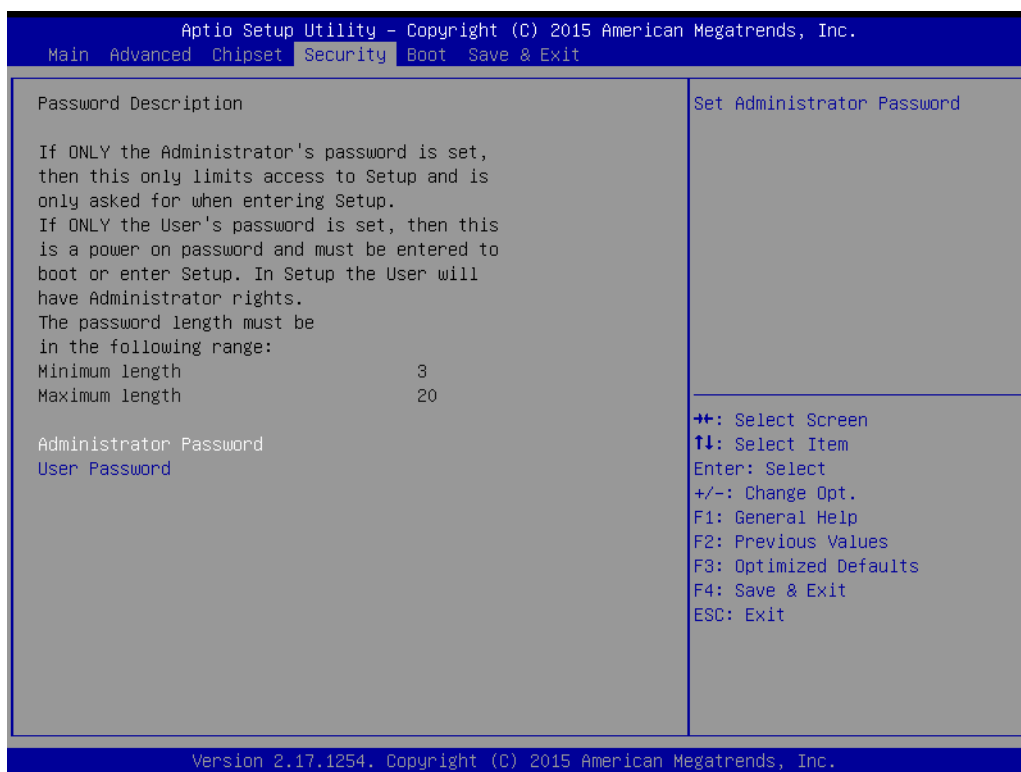 Aptio Setup Utility – Copyright (C) 2015 American Megatrends, Inc.
Main Advanced Chipset Security Boot Save & Exit
Password Description
If ONLY the Administrator's password is set,
then this only limits access to Setup and is
only asked for when entering Setup.
If ONLY the User's password is set, then this
is a power on password and must be entered to
boot or enter Setup. In Setup the User will
have Administrator rights.
The password length must be
in the following range:
Minimum length 3
Maximum length 20
Administrator Password
User Password
Set Administrator Password
→←: Select Screen
↑↓: Select Item
Enter: Select
+/-: Change Opt.
F1: General Help
F2: Previous Values
F3: Optimized Defaults
F4: Save & Exit
ESC: Exit
Version 2.17.1254. Copyright (C) 2015 American Megatrends, Inc.